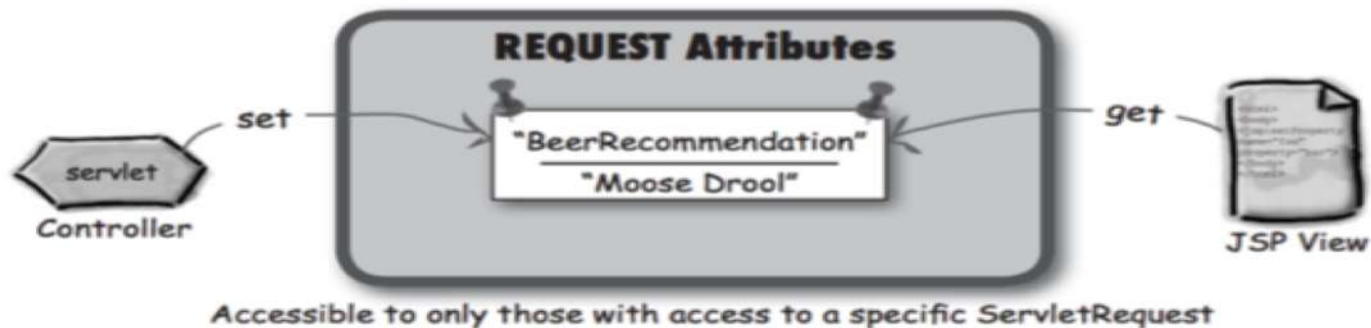 REQUEST Attributes
set
get
"BeerRecommendation"
"Moose Drool"
servlet
Controller
JSP View
Accessible to only those with access to a specific ServletRequest